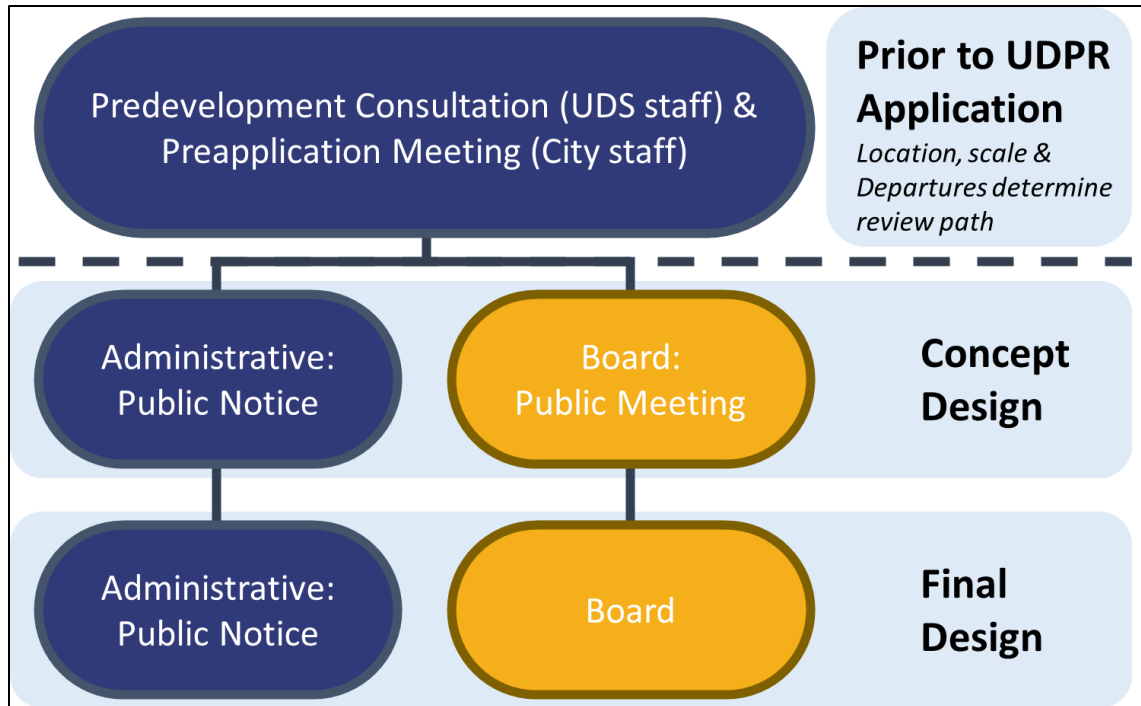 Predevelopment Consultation (UDS staff) &
Preapplication Meeting (City staff)
Prior to UDPR
Application
Location, scale &
Departures determine
review path
Administrative:
Public Notice
Board:
Public Meeting
Concept
Design
Administrative:
Public Notice
Board
Final
Design